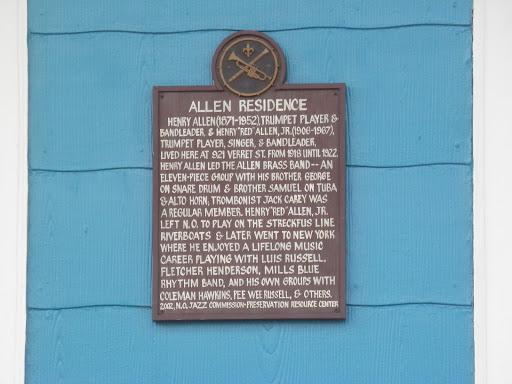 ALLEN RESIDENCE
HENRY ALLEN (1871-1952), TRUMPET PLAYER &
BANDLEADER, & HENRY "RED" ALLEN, JR. (1906-1967),
TRUMPET PLAYER, SINGER, & BANDLEADER,
LIVED HERE AT 921 VERRET ST. FROM 1918 UNTIL 1922.
HENRY ALLEN LED THE ALLEN BRASS BAND -- AN
ELEVEN-PIECE GROUP WITH HIS BROTHER GEORGE
ON SNARE DRUM & BROTHER SAMUEL ON TUBA
& ALTO HORN, TROMBONIST JACK CAREY WAS
A REGULAR MEMBER. HENRY "RED" ALLEN, JR.
LEFT N.O. TO PLAY ON THE STRECKFUS LINE
RIVERBOATS & LATER WENT TO NEW YORK
WHERE HE ENJOYED A LIFELONG MUSIC
CAREER PLAYING WITH LUIS RUSSELL,
FLETCHER HENDERSON, MILLS BLUE
RHYTHM BAND, AND HIS OWN GROUPS WITH
COLEMAN HAWKINS, PEE WEE RUSSELL, & OTHERS.
2002, N.O. JAZZ COMMISSION-PRESERVATION RESOURCE CENTER